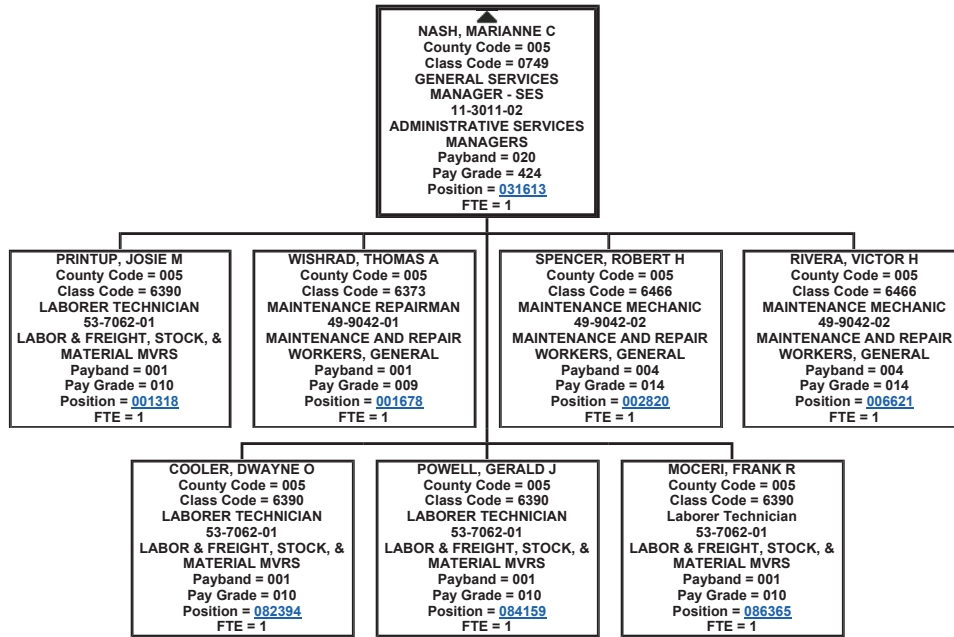 NASH, MARIANNE C
County Code = 005
Class Code = 0749
GENERAL SERVICES
MANAGER - SES
11-3011-02
ADMINISTRATIVE SERVICES
MANAGERS
Payband = 020
Pay Grade = 424
Position = 031613
FTE = 1
PRINTUP, JOSIE M
County Code = 005
Class Code = 6390
LABORER TECHNICIAN
53-7062-01
LABOR & FREIGHT, STOCK, &
MATERIAL MVRS
Payband = 001
Pay Grade = 010
Position = 001318
FTE = 1
WISHRAD, THOMAS A
County Code = 005
Class Code = 6373
MAINTENANCE REPAIRMAN
49-9042-01
MAINTENANCE AND REPAIR
WORKERS, GENERAL
Payband = 001
Pay Grade = 009
Position = 001678
FTE = 1
SPENCER, ROBERT H
County Code = 005
Class Code = 6466
MAINTENANCE MECHANIC
49-9042-02
MAINTENANCE AND REPAIR
WORKERS, GENERAL
Payband = 004
Pay Grade = 014
Position = 002820
FTE = 1
RIVERA, VICTOR H
County Code = 005
Class Code = 6466
MAINTENANCE MECHANIC
49-9042-02
MAINTENANCE AND REPAIR
WORKERS, GENERAL
Payband = 004
Pay Grade = 014
Position = 006621
FTE = 1
COOLER, DWAYNE O
County Code = 005
Class Code = 6390
LABORER TECHNICIAN
53-7062-01
LABOR & FREIGHT, STOCK, &
MATERIAL MVRS
Payband = 001
Pay Grade = 010
Position = 082394
FTE = 1
POWELL, GERALD J
County Code = 005
Class Code = 6390
LABORER TECHNICIAN
53-7062-01
LABOR & FREIGHT, STOCK, &
MATERIAL MVRS
Payband = 001
Pay Grade = 010
Position = 084159
FTE = 1
MOCERI, FRANK R
County Code = 005
Class Code = 6390
Laborer Technician
53-7062-01
LABOR & FREIGHT, STOCK, &
MATERIAL MVRS
Payband = 001
Pay Grade = 010
Position = 086365
FTE = 1